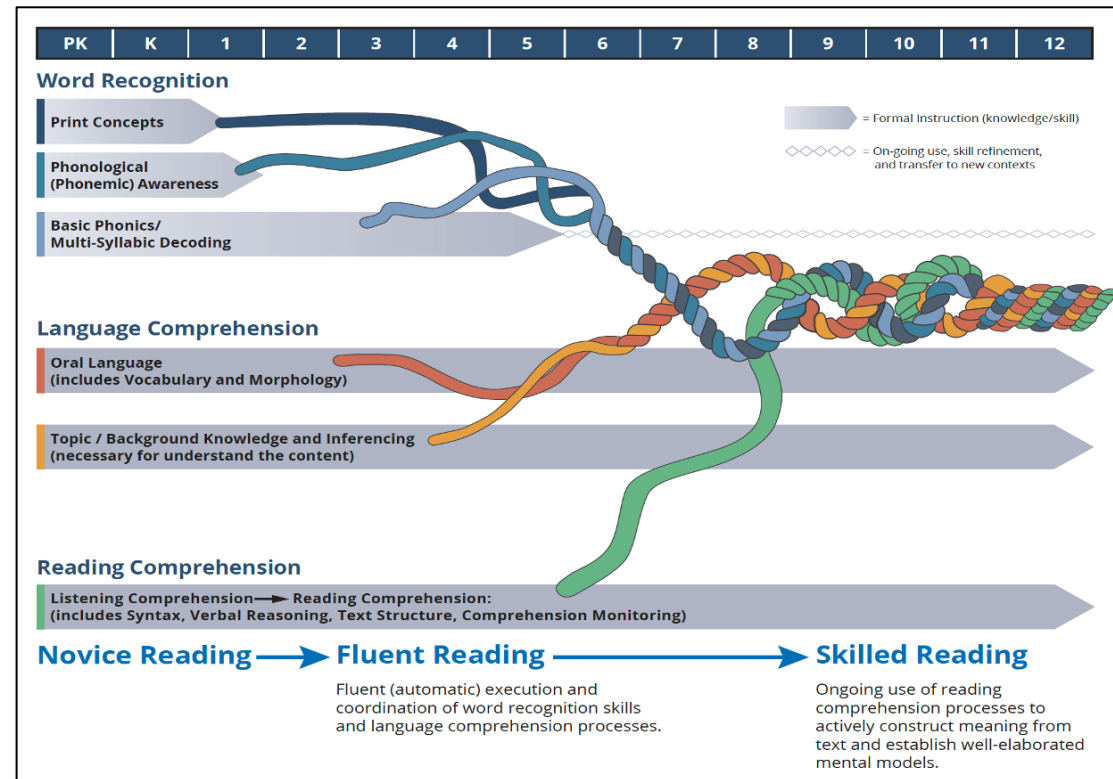 PK K 1 2 3 4 5 6 7 8 9 10 11 12
Word Recognition
Print Concepts
Phonological
(Phonemic) Awareness
Basic Phonics/
Multi-Syllabic Decoding
= Formal Instruction (knowledge/skill)
= On-going use, skill refinement,
and transfer to new contexts
Language Comprehension
Oral Language
(includes Vocabulary and Morphology)
Topic / Background Knowledge and Inferencing
(necessary for understand the content)
Reading Comprehension
Listening Comprehension → Reading Comprehension:
(includes Syntax, Verbal Reasoning, Text Structure, Comprehension Monitoring)
Novice Reading
Fluent Reading
Fluent (automatic) execution and
coordination of word recognition skills
and language comprehension processes.
Skilled Reading
Ongoing use of reading
comprehension processes to
actively construct meaning from
text and establish well-elaborated
mental models.